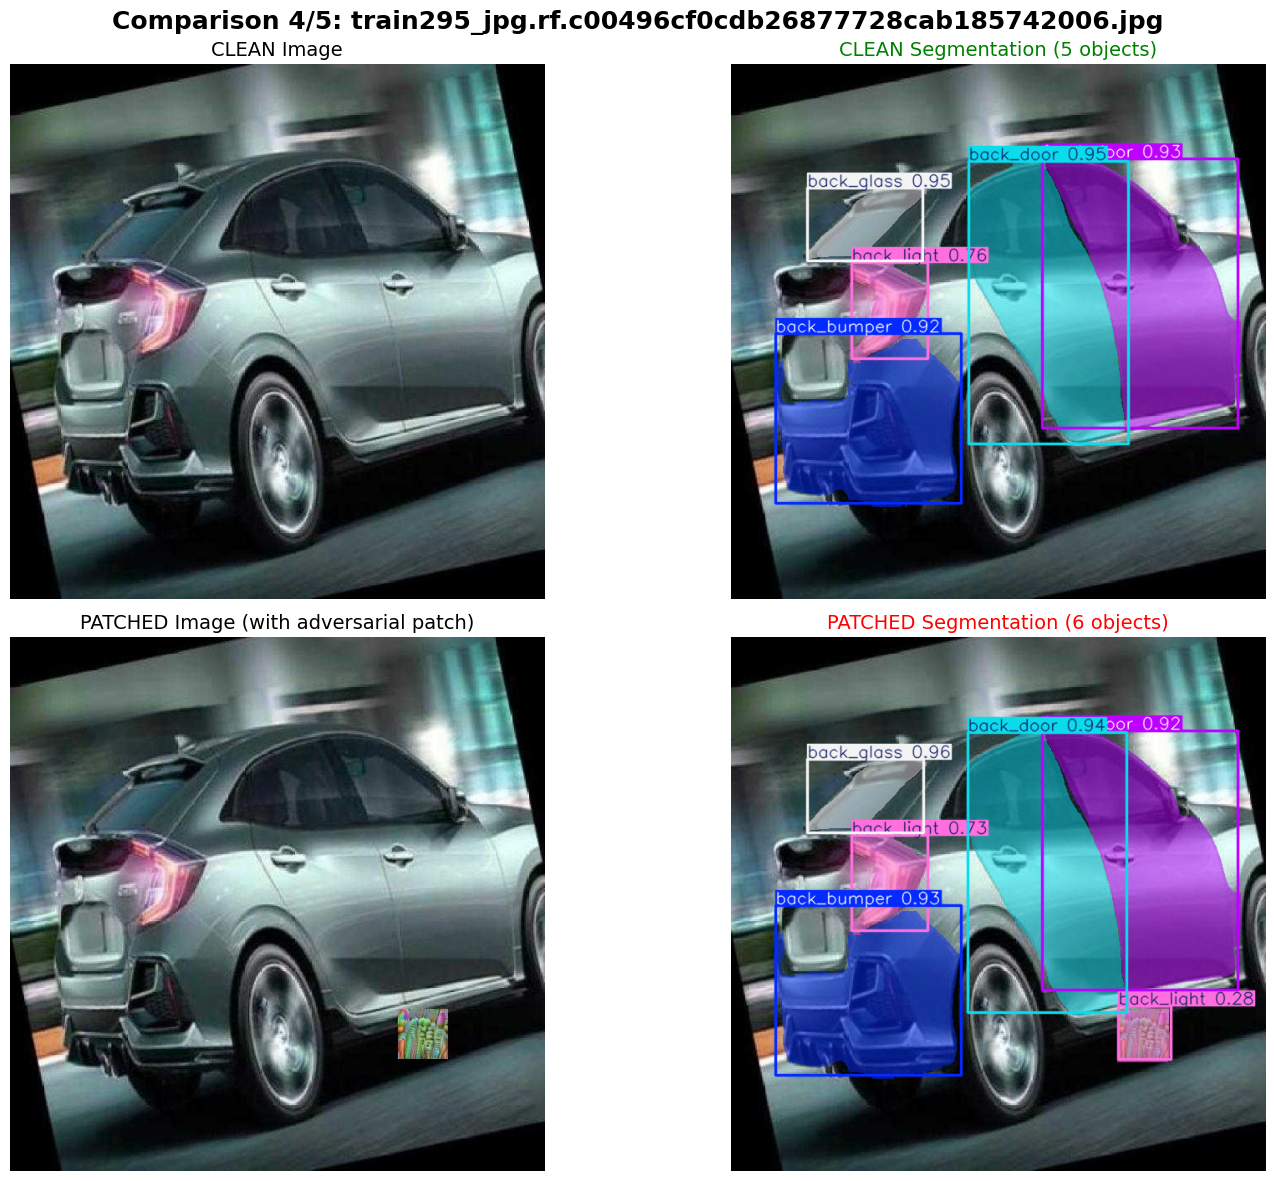 Comparison 4/5: train295_jpg.rf.c00496cf0cdb26877728cab185742006.jpg
CLEAN Image
CLEAN Segmentation (5 objects)
back_door 0.95
oor 0.93
back_glass 0.95
back_light 0.76
back_bumper 0.92
PATCHED Image (with adversarial patch)
PATCHED Segmentation (6 objects)
back_door 0.94
oor 0.92
back_glass 0.96
back_light 0.73
back_bumper 0.93
back_light 0.28